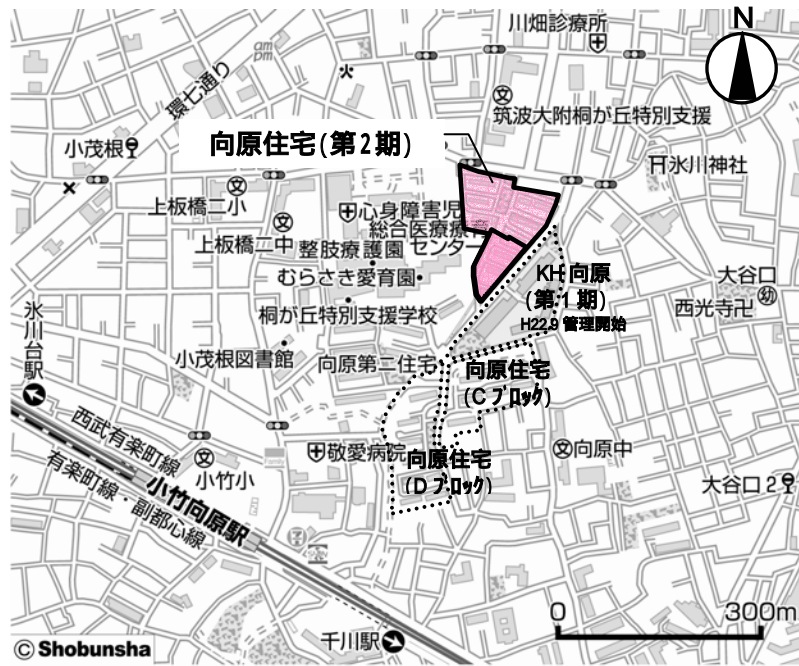 川畑診療所
N
am
pm
環七通り
筑波大附桐が丘特別支援
小茂根
向原住宅(第2期)
氷川神社
上板橋二小
心身障害児
総合医療療育
センター
上板橋二中
整肢療護園
むらさき愛育園
KH 向原
(第1期)
H22.9 管理開始
大谷口
幼
西光寺
桐が丘特別支援学校
氷川台駅
小茂根図書館
向原第二住宅
向原住宅
(Cブロック)
西武有楽町線
敬愛病院
向原中
小竹小
向原住宅
(Dブロック)
大谷口2
小竹向原駅
有楽町線・副都心線
0
300m
千川駅
© Shobunsha